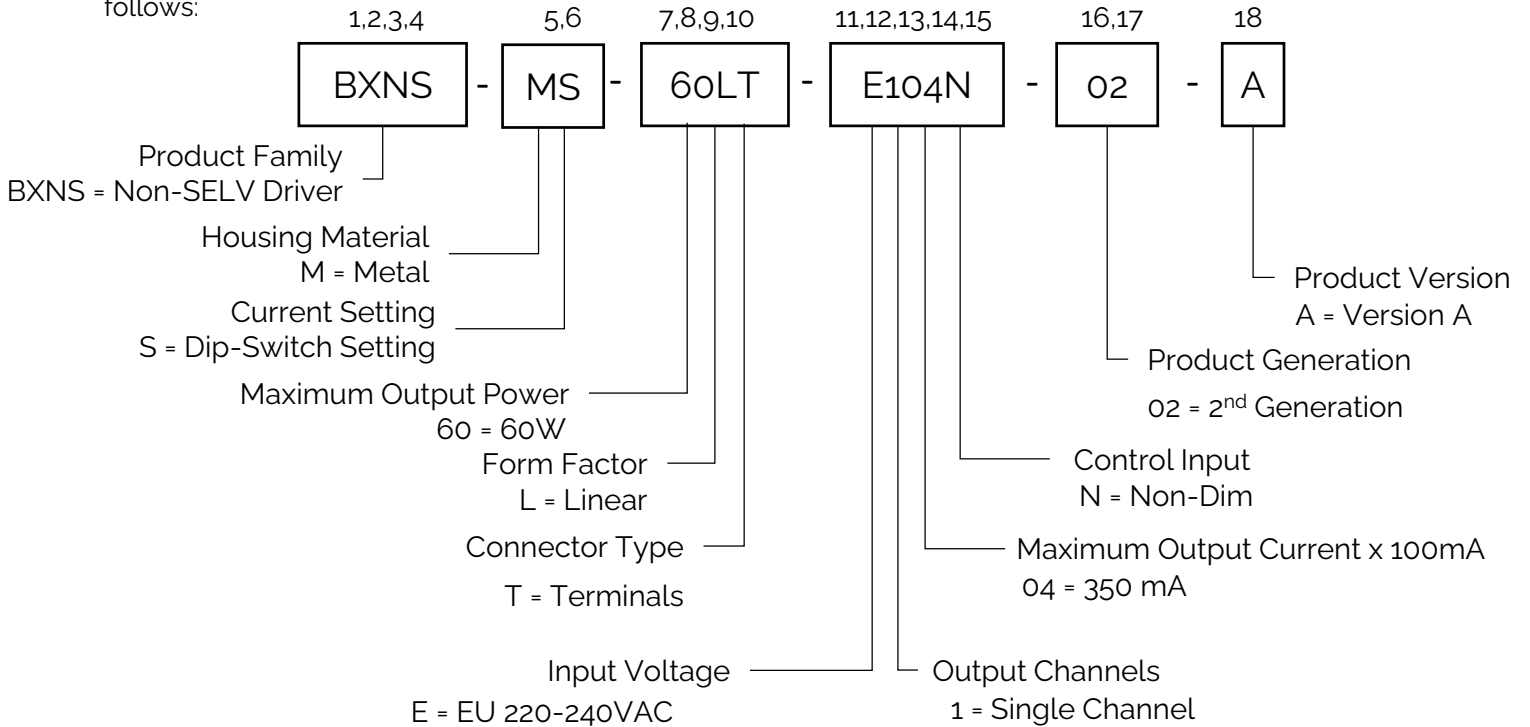 follows:
1,2,3,4 5,6 7,8,9,10 11,12,13,14,15 16,17 18
BXNS - MS - 60LT - E104N - 02 - A
Product Family
BXNS = Non-SELV Driver
Housing Material
M = Metal
Current Setting
S = Dip-Switch Setting
Maximum Output Power
60 = 60W
Form Factor
L = Linear
Connector Type
T = Terminals
Input Voltage
E = EU 220-240VAC
Output Channels
1 = Single Channel
Maximum Output Current x 100mA
04 = 350 mA
Control Input
N = Non-Dim
Product Generation
02 = 2nd Generation
Product Version
A = Version A